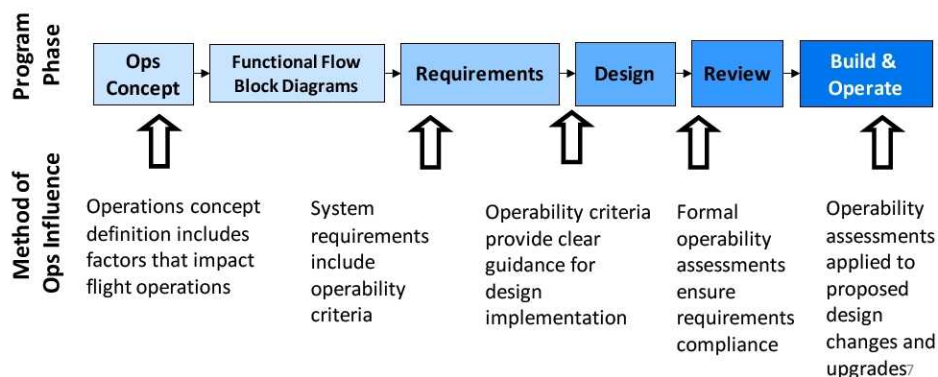 Program
Phase
Ops
Concept
Functional Flow
Block Diagrams
Requirements
Design
Review
Build &
Operate
Method of
Ops Influence
Operations concept
definition includes
factors that impact
flight operations
System
requirements
include
operability
criteria
Operability criteria
provide clear
guidance for
design
implementation
Formal
operability
assessments
ensure
requirements
compliance
Operability
assessments
applied to
proposed
design
changes and
upgrades7